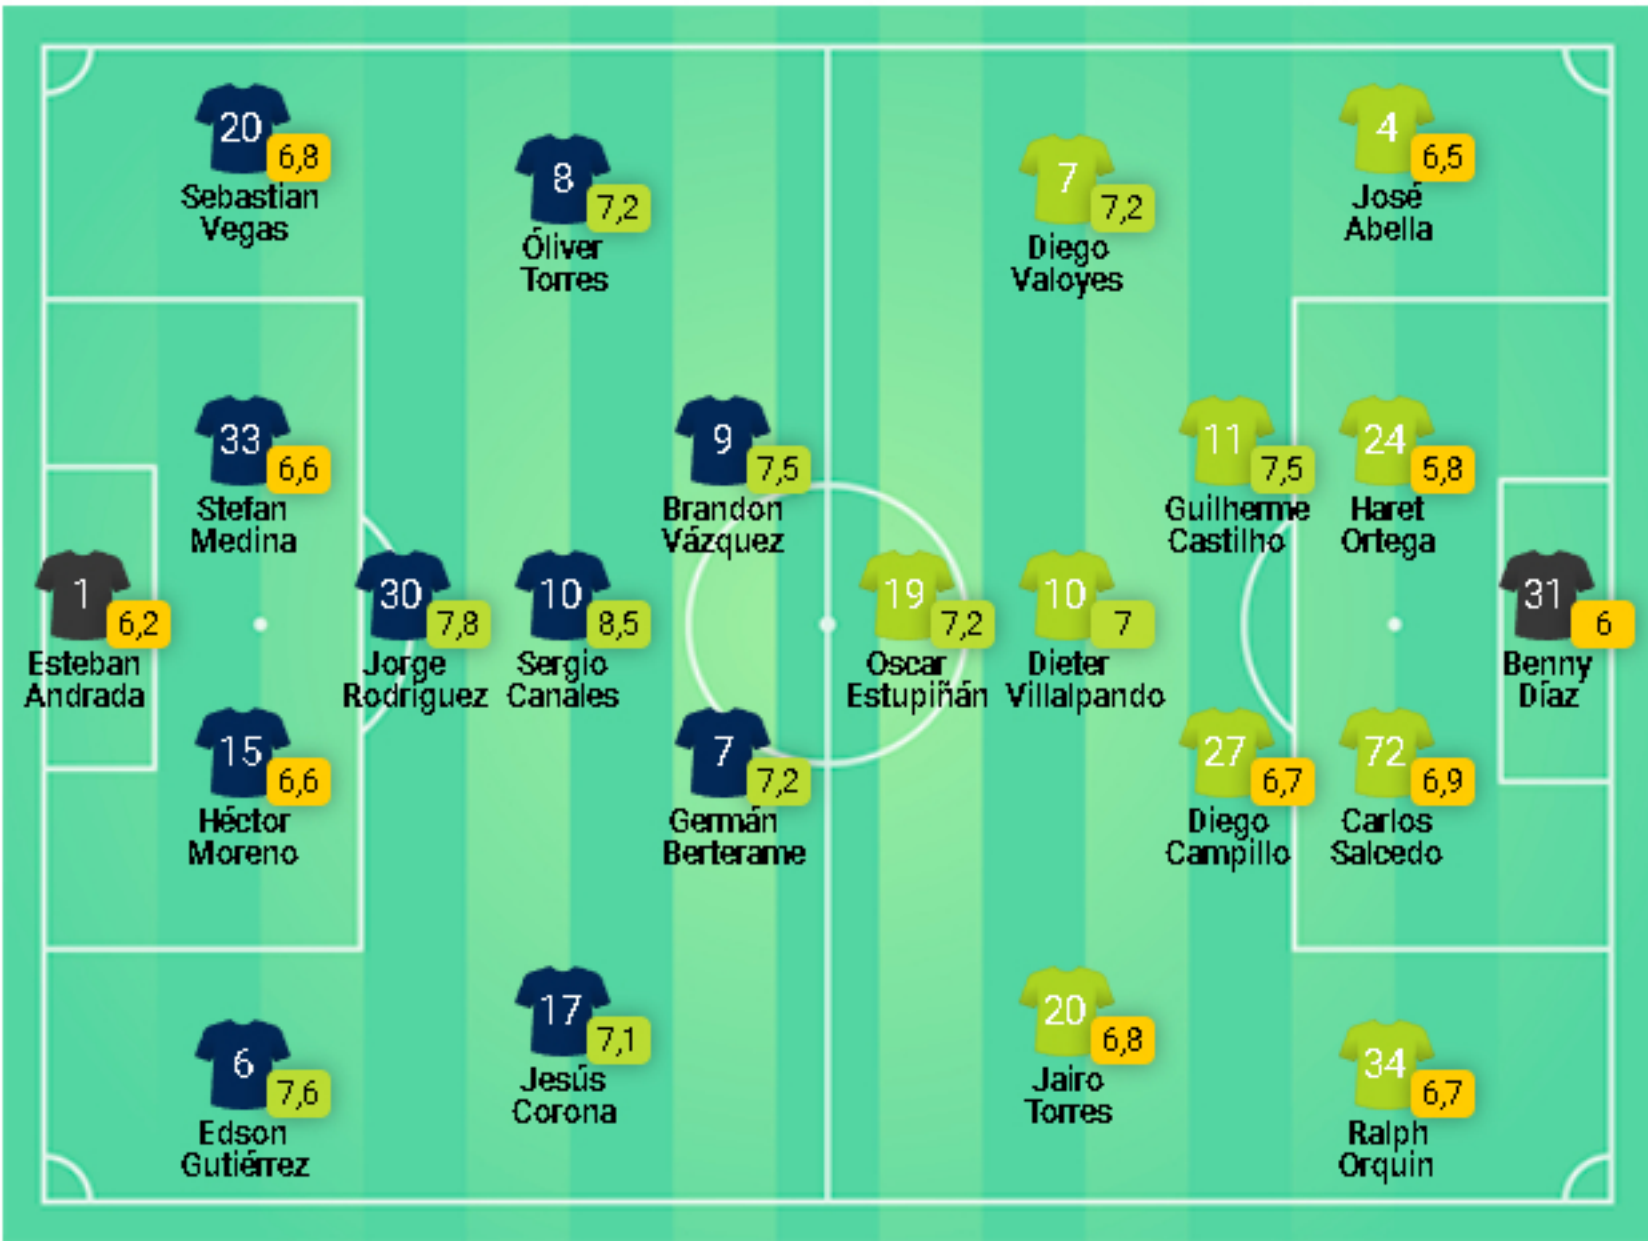 20
6,8
Sebastian
Vegas
8
7,2
Óliver
Torres
33
6,6
Stefan
Medina
9
7,5
Brandon
Vázquez
1
6,2
Esteban
Andrada
30
7,8
Jorge
Rodríguez
10
8,5
Sergio
Canales
15
6,6
Héctor
Moreno
7
7,2
Germán
Berterame
6
7,6
Edson
Gutiérrez
17
7,1
Jesús
Corona
7
7,2
Diego
Valoyes
4
6,5
José
Abella
11
7,5
Guilherme
Castilho
24
5,8
Haret
Ortega
19
7,2
Oscar
Estupiñán
10
7
Dieter
Villalpando
31
6
Benny
Díaz
27
6,7
Diego
Campillo
72
6,9
Carlos
Salcedo
20
6,8
Jairo
Torres
34
6,7
Ralph
Orquin